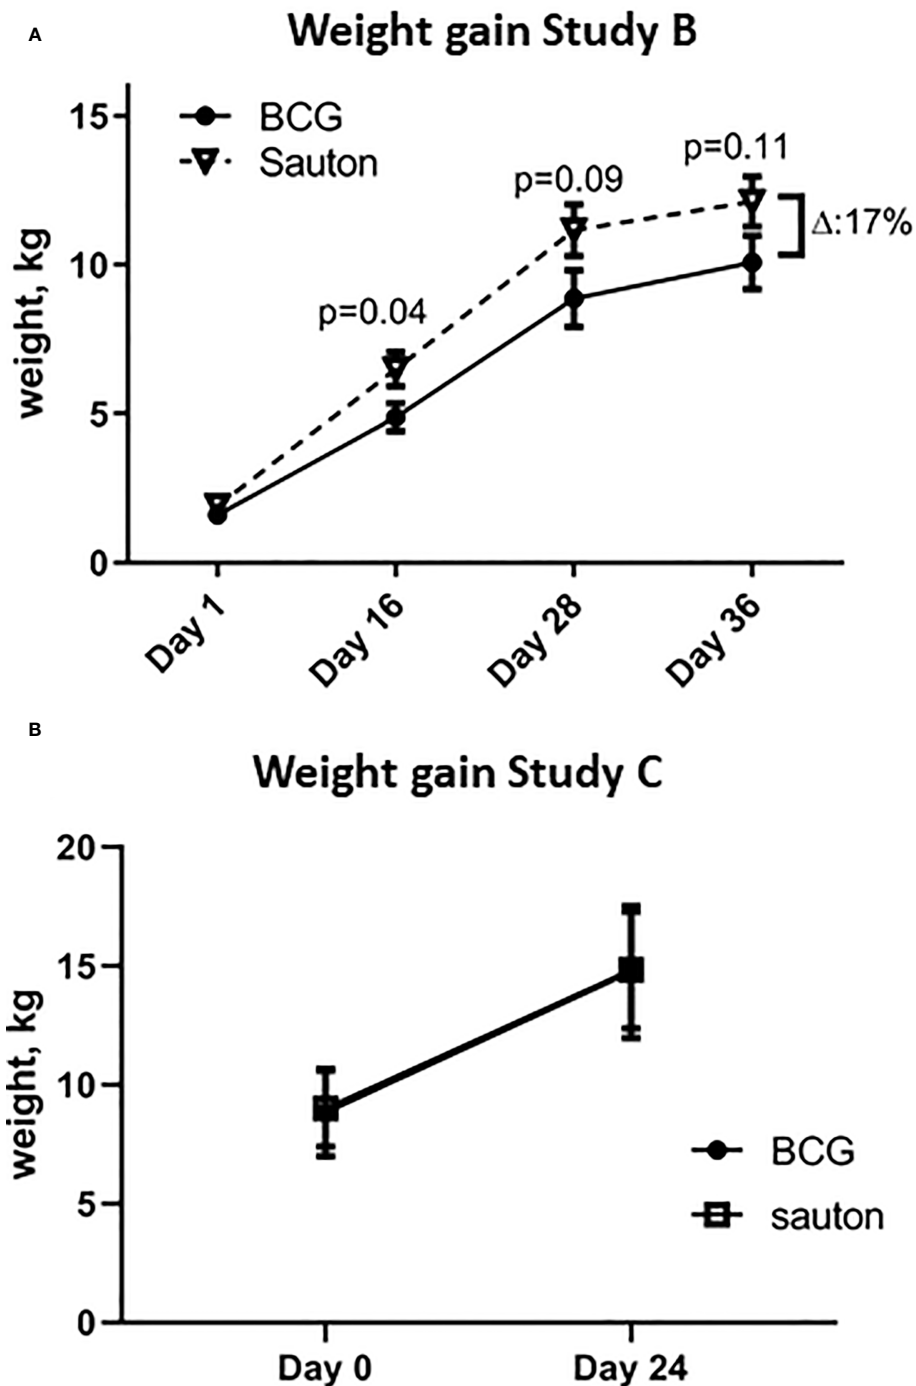 A
Weight gain Study B
15
10
5
0
weight, kg
BCG
Sauton
p=0.04
p=0.09
p=0.11
Δ:17%
Day 1
Day 16
Day 28
Day 36
B
Weight gain Study C
20
15
10
5
0
weight, kg
BCG
sauton
Day 0
Day 24